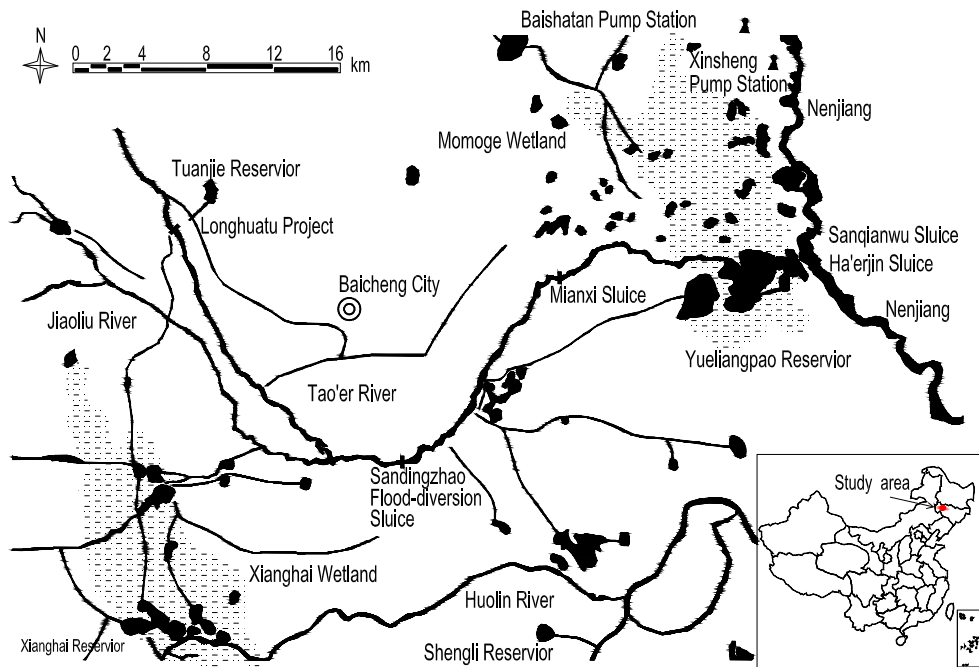 N
0 2 4 8 12 16
km
Baishatan Pump Station
Xinsheng
Pump Station
Nenjiang
Momoge Wetland
Tuanjie Reservior
Longhuatu Project
Sanqianwu Sluice
Ha'erjin Sluice
Baicheng City
Mianxi Sluice
Nenjiang
Jiaoliu River
Yueliangpao Reservior
Tao'er River
Sandingzhao
Flood-diversion
Sluice
Study area
Xianghai Wetland
Huolin River
Xianghai Reservior
Shengli Reservior